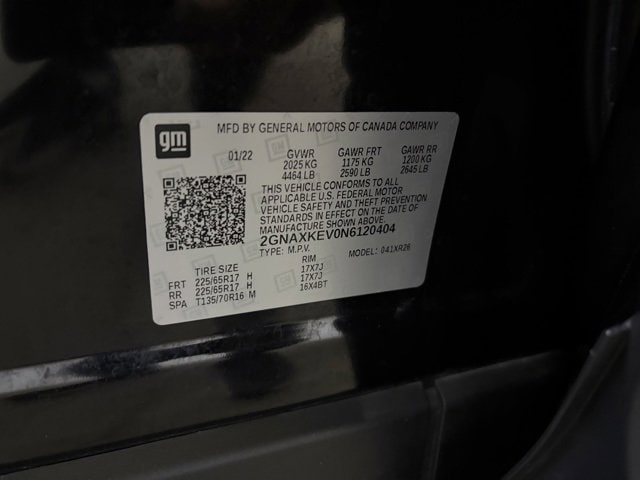 gm
MFD BY GENERAL MOTORS OF CANADA COMPANY
01/22 GVWR GAWR FRT GAWR RR
2025 KG 1175 KG 1200 KG
4464 LB 2590 LB 2645 LB
THIS VEHICLE CONFORMS TO ALL
APPLICABLE U.S. FEDERAL MOTOR
VEHICLE SAFETY AND THEFT PREVENTION
STANDARDS IN EFFECT ON THE DATE OF
MANUFACTURE SHOWN ABOVE.
2GNAXKEV0N6120404
TYPE: M.P.V. MODEL: 041XR26
TIRE SIZE RIM
FRT 225/65R17 H 17X7J
RR 225/65R17 H 17X7J
SPA T135/70R16 M 16X4BT